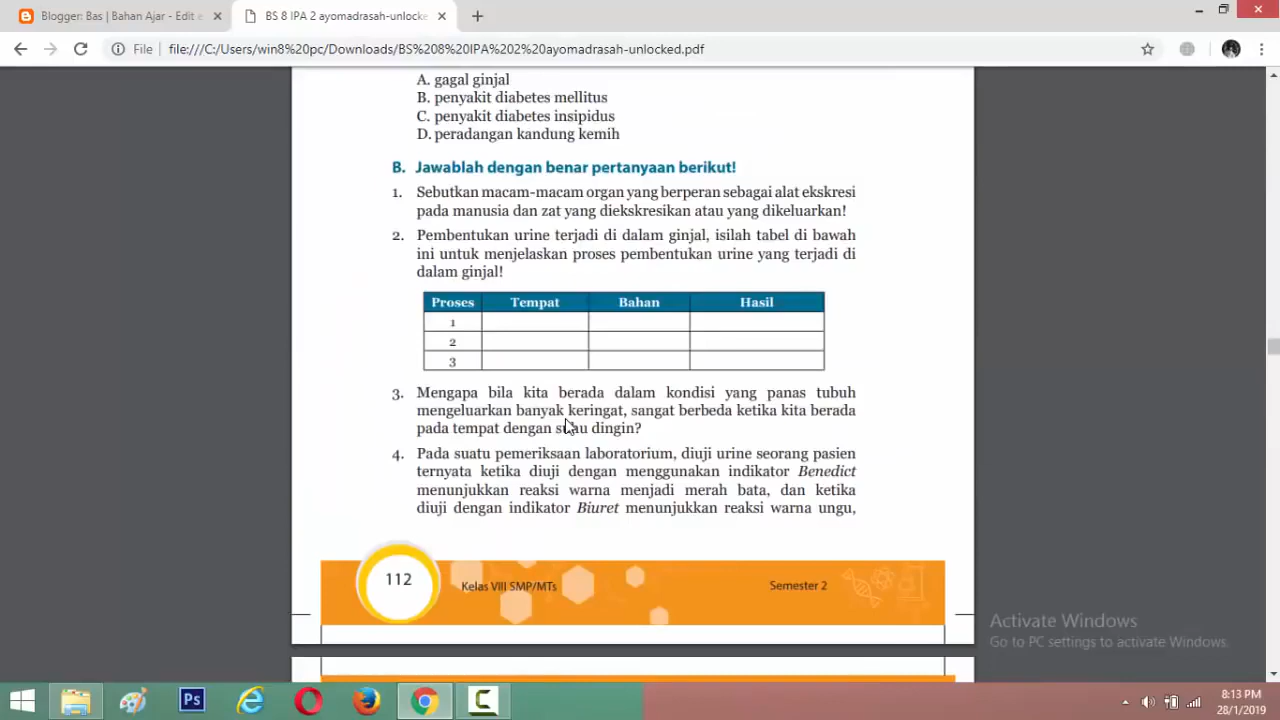 Blogger: Bas | Bahan Ajar - Edit e
BS 8 IPA 2 ayomadrasah-unlocke
File
file:///C:/Users/win8%20pc/Downloads/BS%208%20IPA%202%20ayomadrasah-unlocked.pdf
A. gagal ginjal
B. penyakit diabetes mellitus
C. penyakit diabetes insipidus
D. peradangan kandung kemih
B. Jawablah dengan benar pertanyaan berikut!
1. Sebutkan macam-macam organ yang berperan sebagai alat ekskresi
pada manusia dan zat yang diekskresikan atau yang dikeluarkan!
2. Pembentukan urine terjadi di dalam ginjal, isilah tabel di bawah
ini untuk menjelaskan proses pembentukan urine yang terjadi di
dalam ginjal!
Proses Tempat Bahan Hasil
1
2
3
3. Mengapa bila kita berada dalam kondisi yang panas tubuh
mengeluarkan banyak keringat, sangat berbeda ketika kita berada
pada tempat dengan suhu dingin?
4. Pada suatu pemeriksaan laboratorium, diuji urine seorang pasien
ternyata ketika diuji dengan menggunakan indikator Benedict
menunjukkan reaksi warna menjadi merah bata, dan ketika
diuji dengan indikator Biuret menunjukkan reaksi warna ungu,
112
Kelas VIII SMP/MTs
Semester 2
Activate Windows
Go to PC settings to activate Windows.
Ps
8:13 PM
28/1/2019